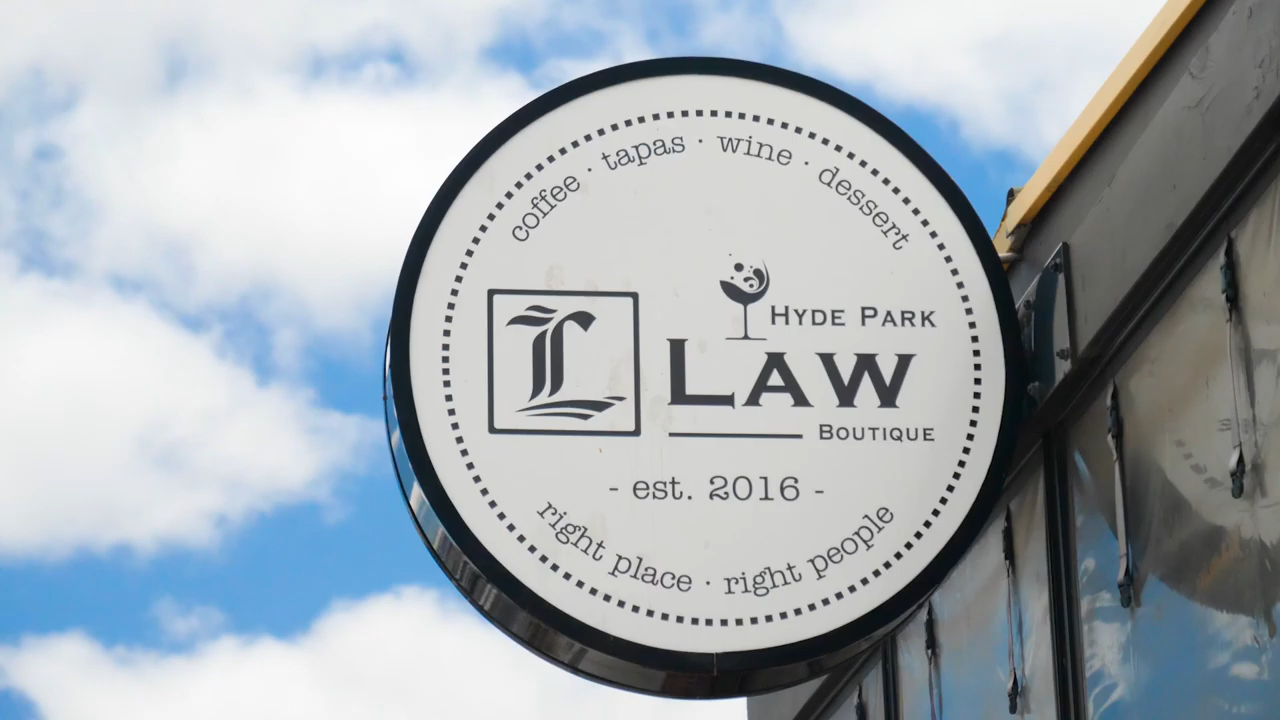 coffee · tapas · wine · dessert
L
Hyde Park
Law
Boutique
- est. 2016 -
right place · right people